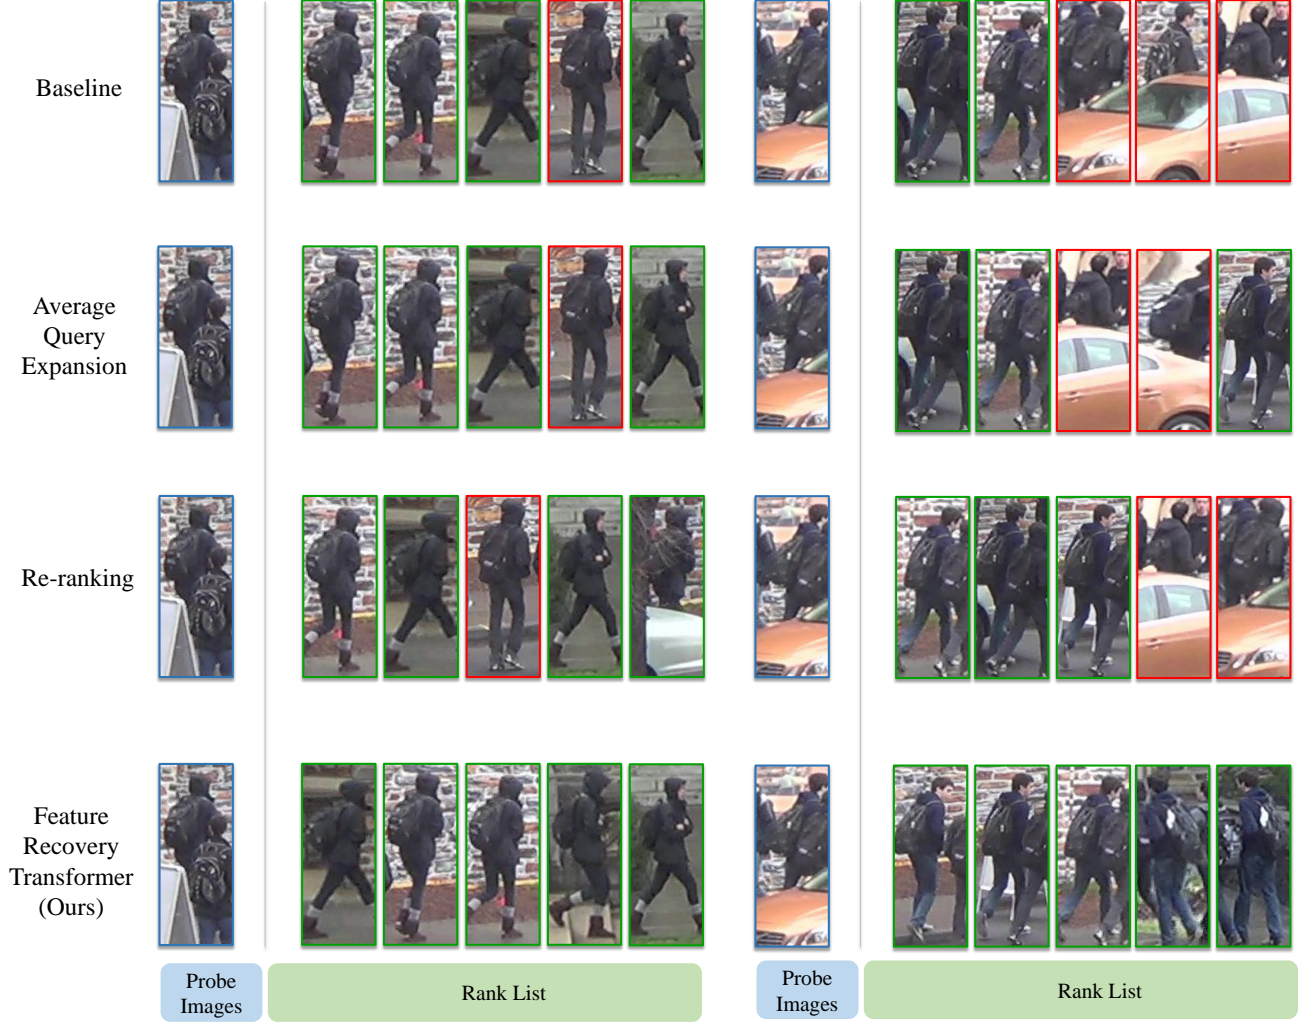 Baseline
Average
Query
Expansion
Re-ranking
Feature
Recovery
Transformer
(Ours)
Probe
Images
Rank List
Probe
Images
Rank List